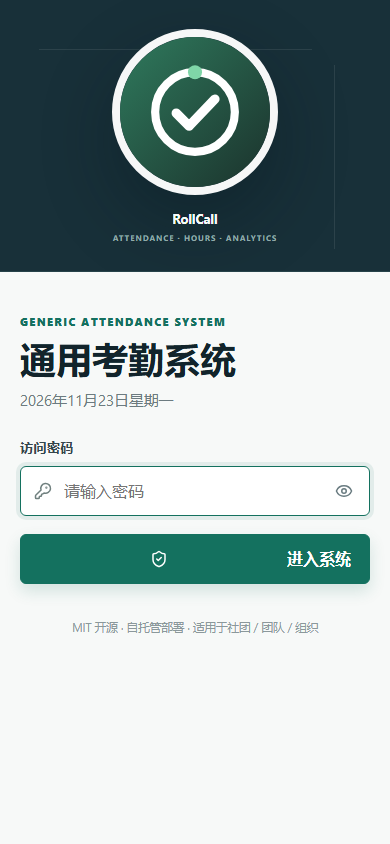 RollCall
ATTENDANCE · HOURS · ANALYTICS
GENERIC ATTENDANCE SYSTEM
通用考勤系统
2026年11月23日星期一
访问密码
请输入密码
进入系统
MIT 开源 · 自托管部署 · 适用于社团 / 团队 / 组织